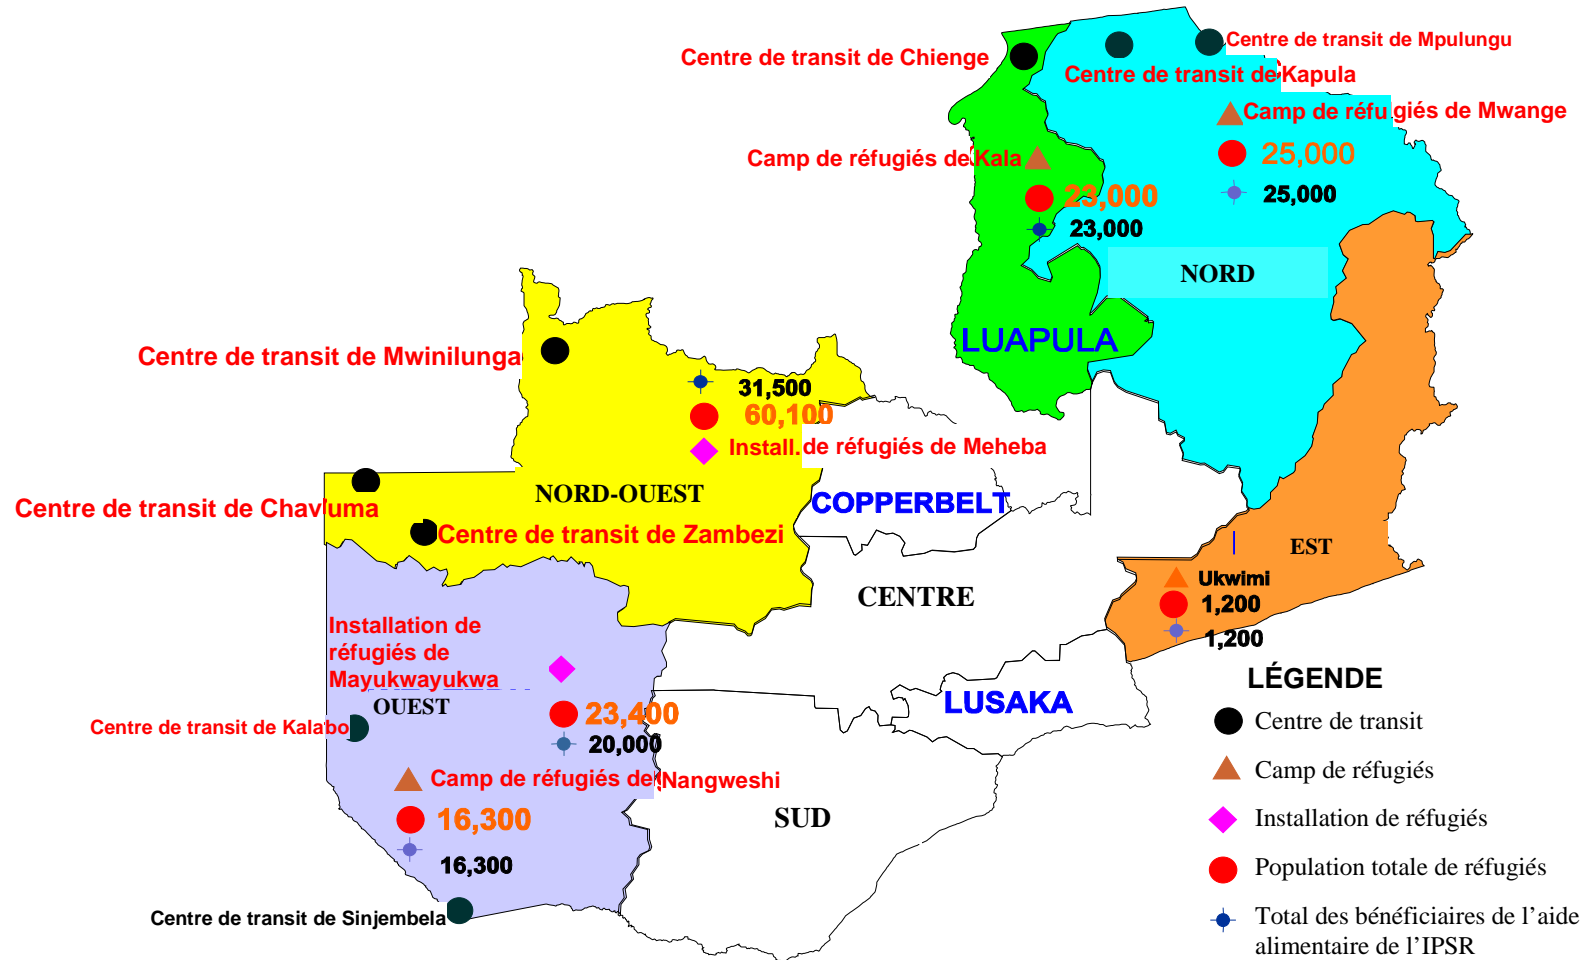 Centre de transit de Chienge
Centre de transit de Mpulungu
Centre de transit de Kapula
Camp de réfugiés de Mwange
25,000
25,000
Camp de réfugiés de Kala
23,000
23,000
NORD
LUAPULA
Centre de transit de Mwinilunga
31,500
60,100
Install. de réfugiés de Meheba
NORD-OUEST
COPPERBELT
Centre de transit de Chavuma
Centre de transit de Zambezi
EST
Ukwimi
1,200
1,200
CENTRE
Installation de
réfugiés de
Mayukwayukwa
OUEST
23,400
20,000
Centre de transit de Kalabo
LUSAKA
Camp de réfugiés de Nangweshi
16,300
16,300
SUD
Centre de transit de Sinjembela
LÉGENDE
Centre de transit
Camp de réfugiés
Installation de réfugiés
Population totale de réfugiés
Total des bénéficiaires de l’aide
alimentaire de l’IPSR